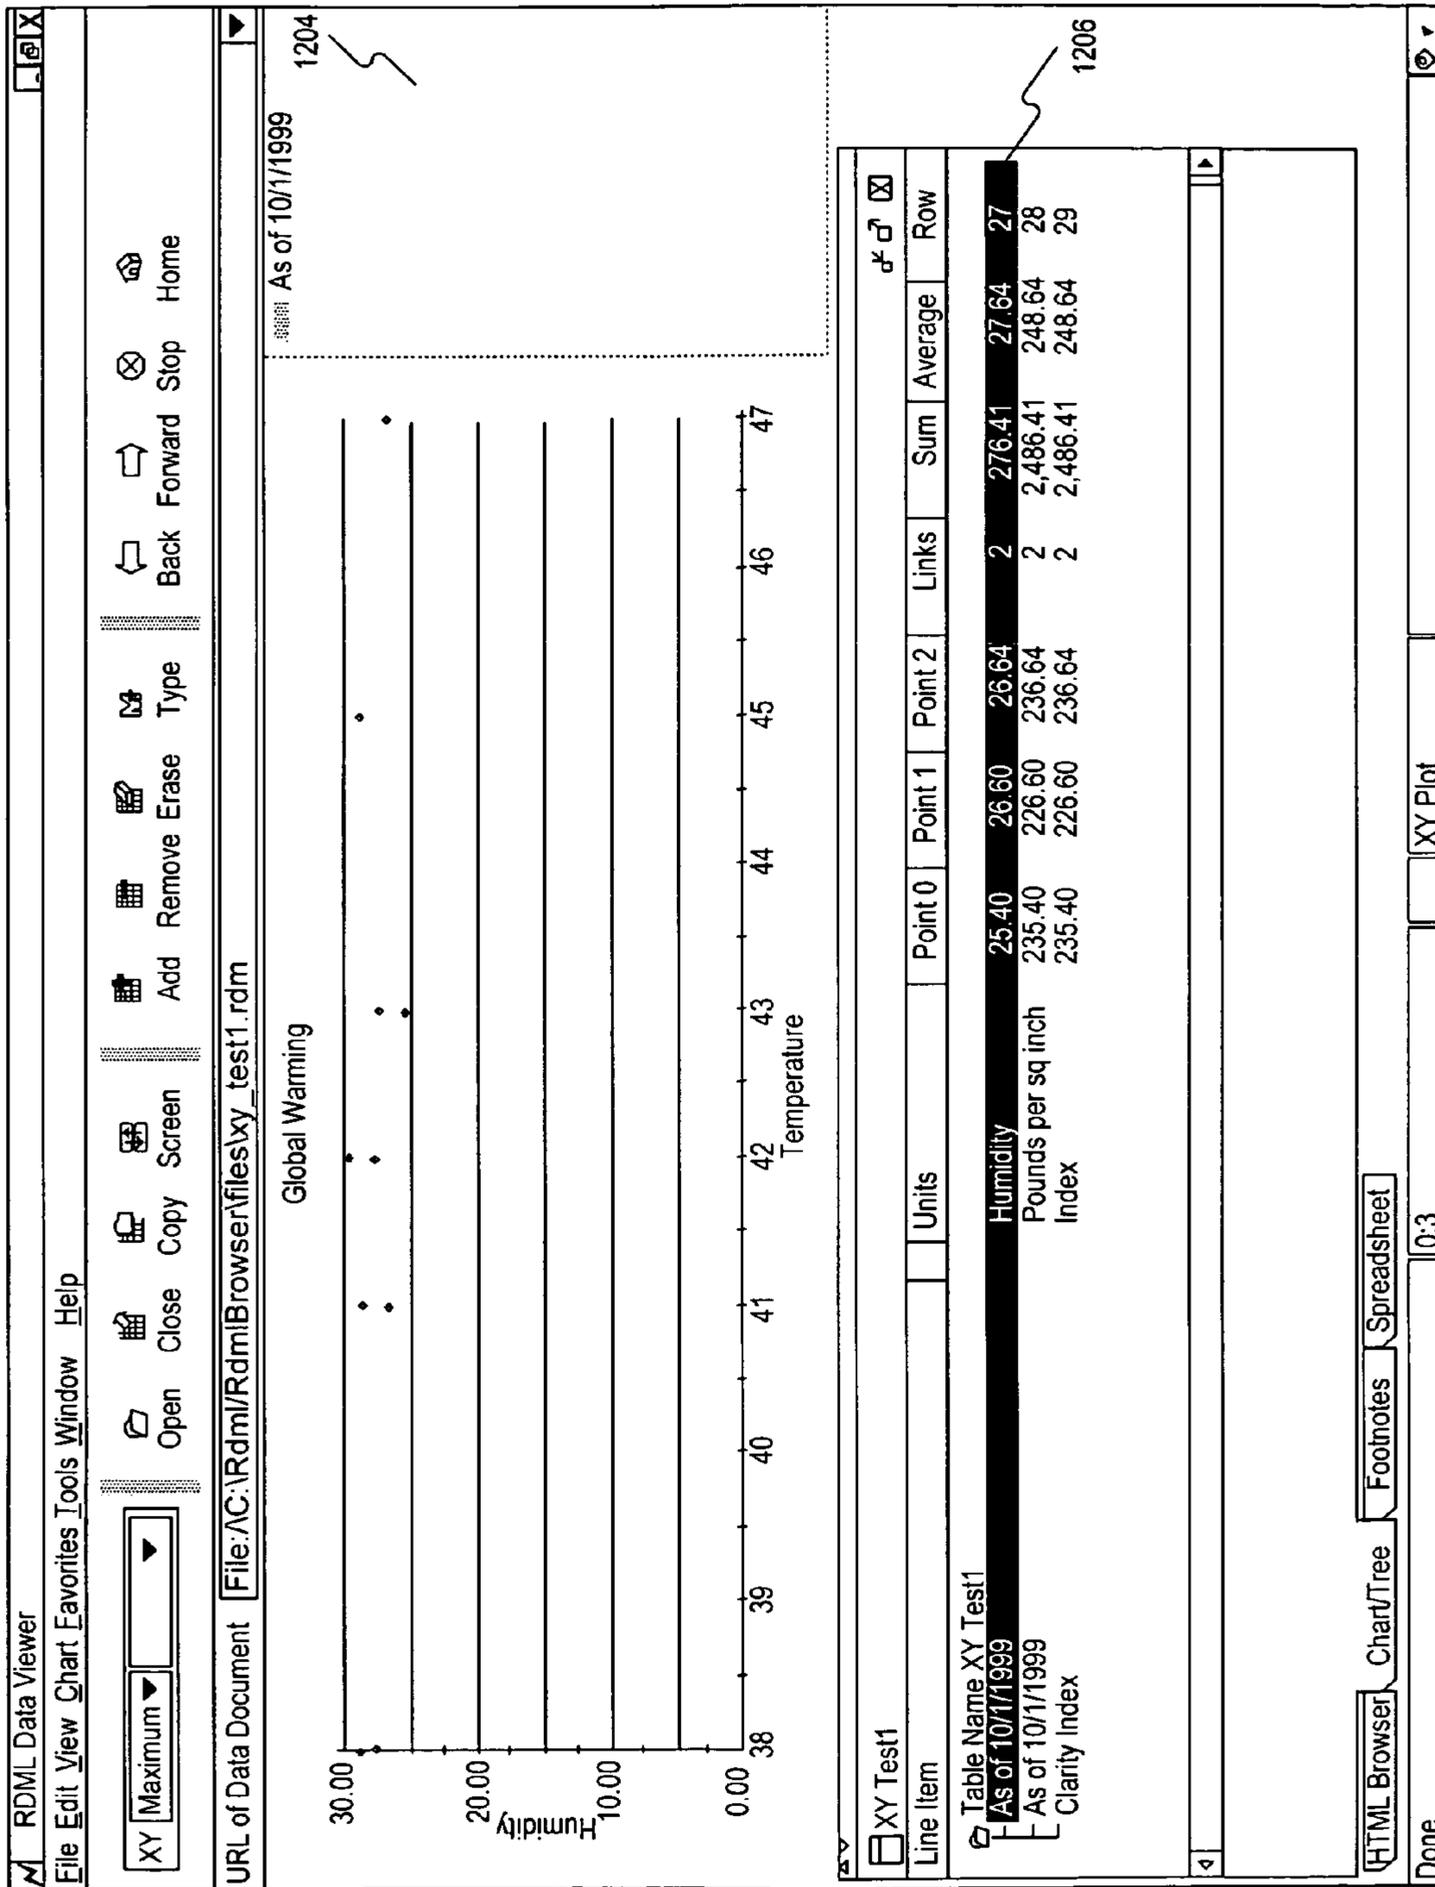 RDML Data Viewer
File Edit View Chart Favorites Tools Window Help
XY Maximum
Open Close Copy Screen Add Remove Erase Type Back Forward Stop Home
URL of Data Document File:/\C:\Rdml/RdmlBrowser\files\xy_test1.rdm
Global Warming
As of 10/1/1999
1204
30.00
20.00
10.00
0.00
Humidity
38 39 40 41 42 43 44 45 46 47
Temperature
XY Test1
Line Item Units Point 0 Point 1 Point 2 Links Sum Average Row
Table Name XY Test1
As of 10/1/1999 Humidity 25.40 26.60 26.64 2 276.41 27.64 27
As of 10/1/1999 Pounds per sq inch 235.40 226.60 236.64 2 2,486.41 248.64 28
Clarity Index Index 235.40 226.60 236.64 2 2,486.41 248.64 29
1206
HTML Browser Chart/Tree Footnotes Spreadsheet
Done 0:3 XY Plot